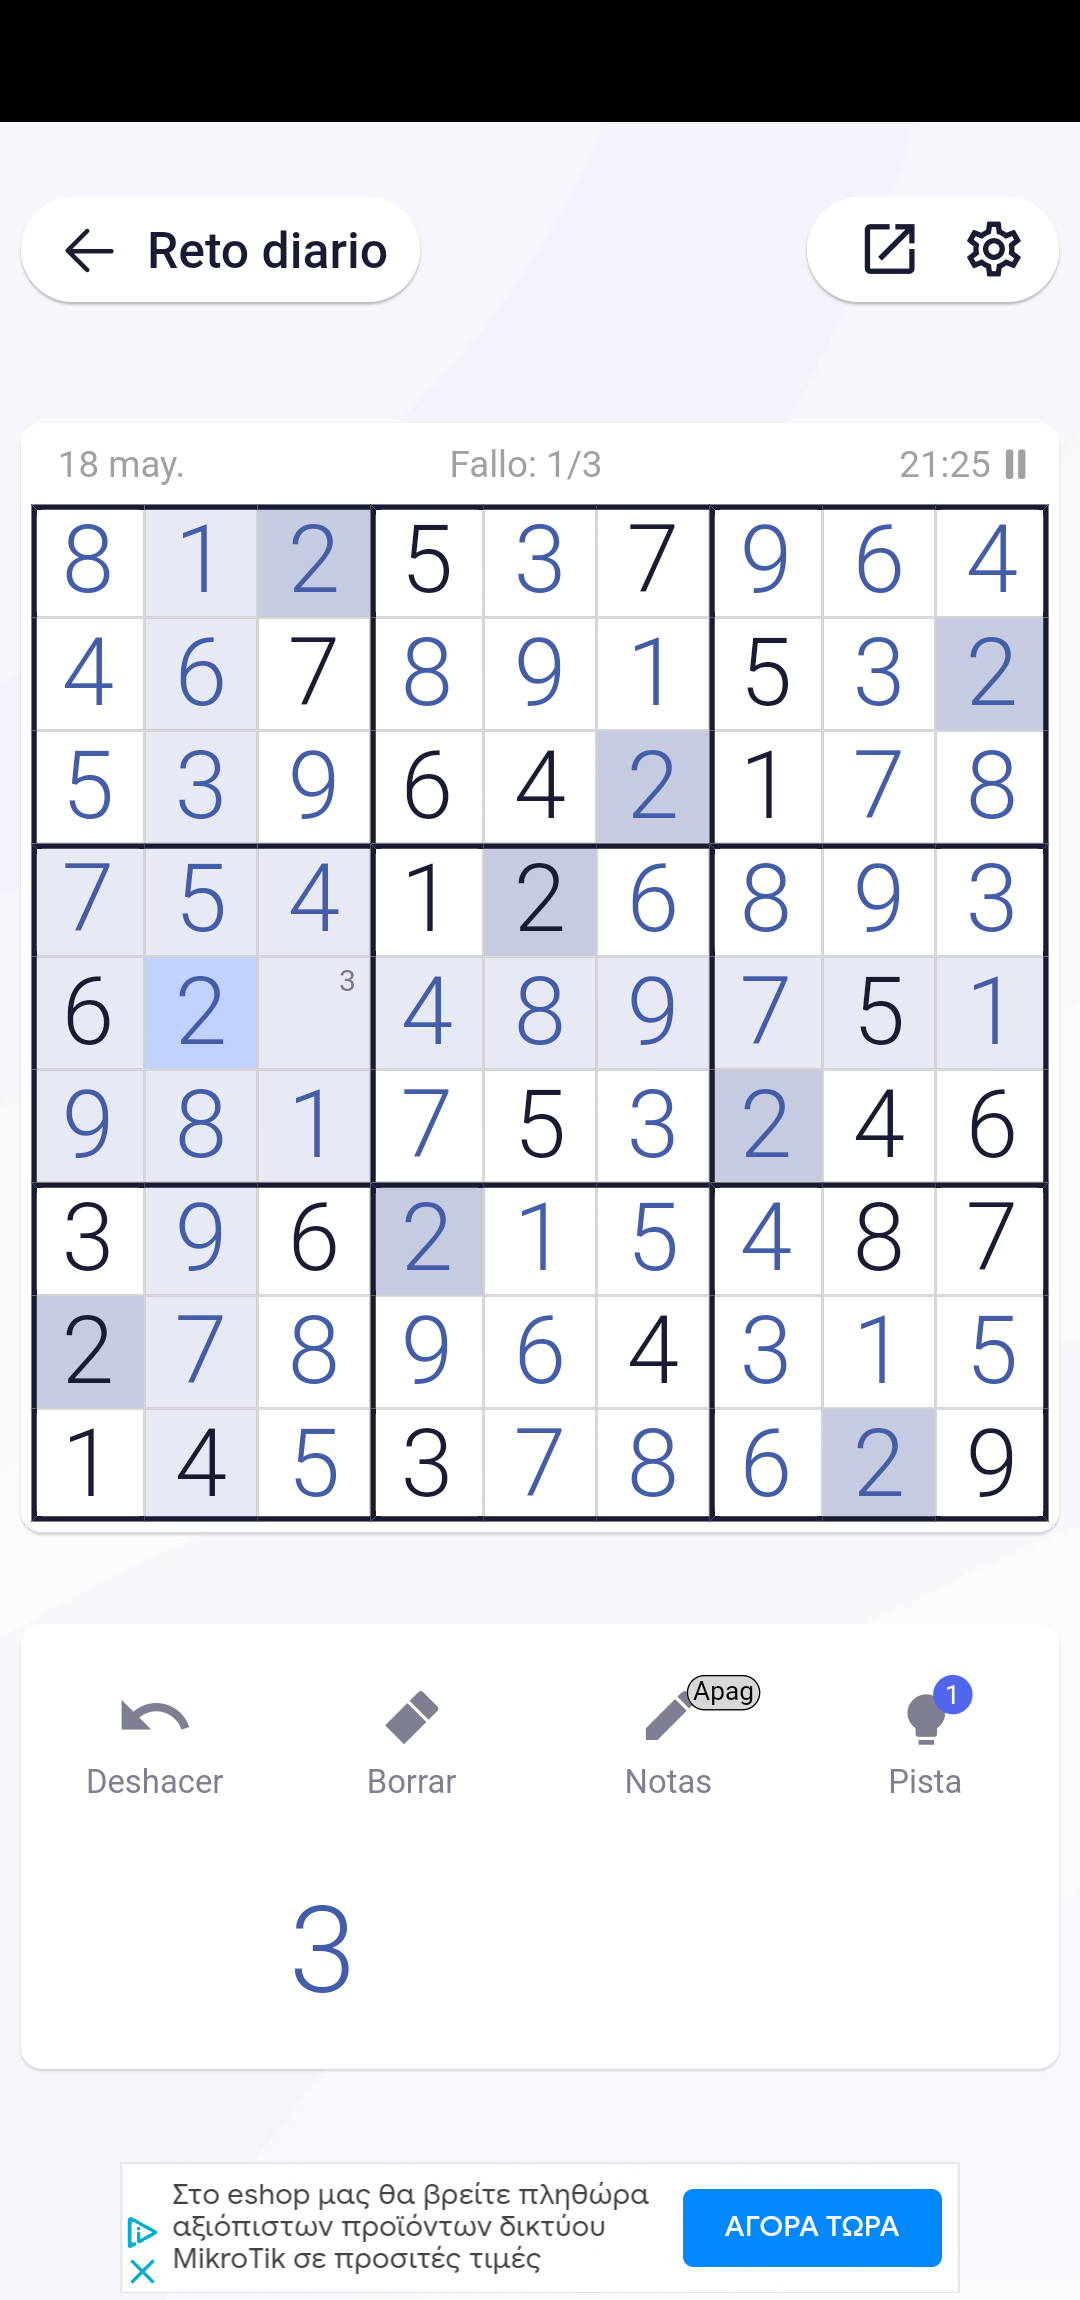 Reto diario
18 may. Fallo: 1/3 21:25
8 1 2 5 3 7 9 6 4
4 6 7 8 9 1 5 3 2
5 3 9 6 4 2 1 7 8
7 5 4 1 2 6 8 9 3
6 2 3 4 8 9 7 5 1
9 8 1 7 5 3 2 4 6
3 9 6 2 1 5 4 8 7
2 7 8 9 6 4 3 1 5
1 4 5 3 7 8 6 2 9
Apag 1
Deshacer Borrar Notas Pista
3
Στο eshop μας θα βρείτε πληθώρα
αξιόπιστων προϊόντων δικτύου
MikroTik σε προσιτές τιμές
ΑΓΟΡΑ ΤΩΡΑ